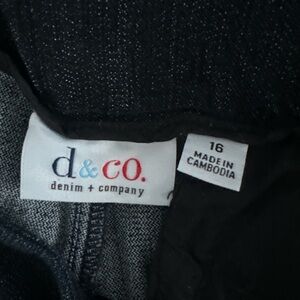 d&co.
denim + company
16
MADE IN
CAMBODIA